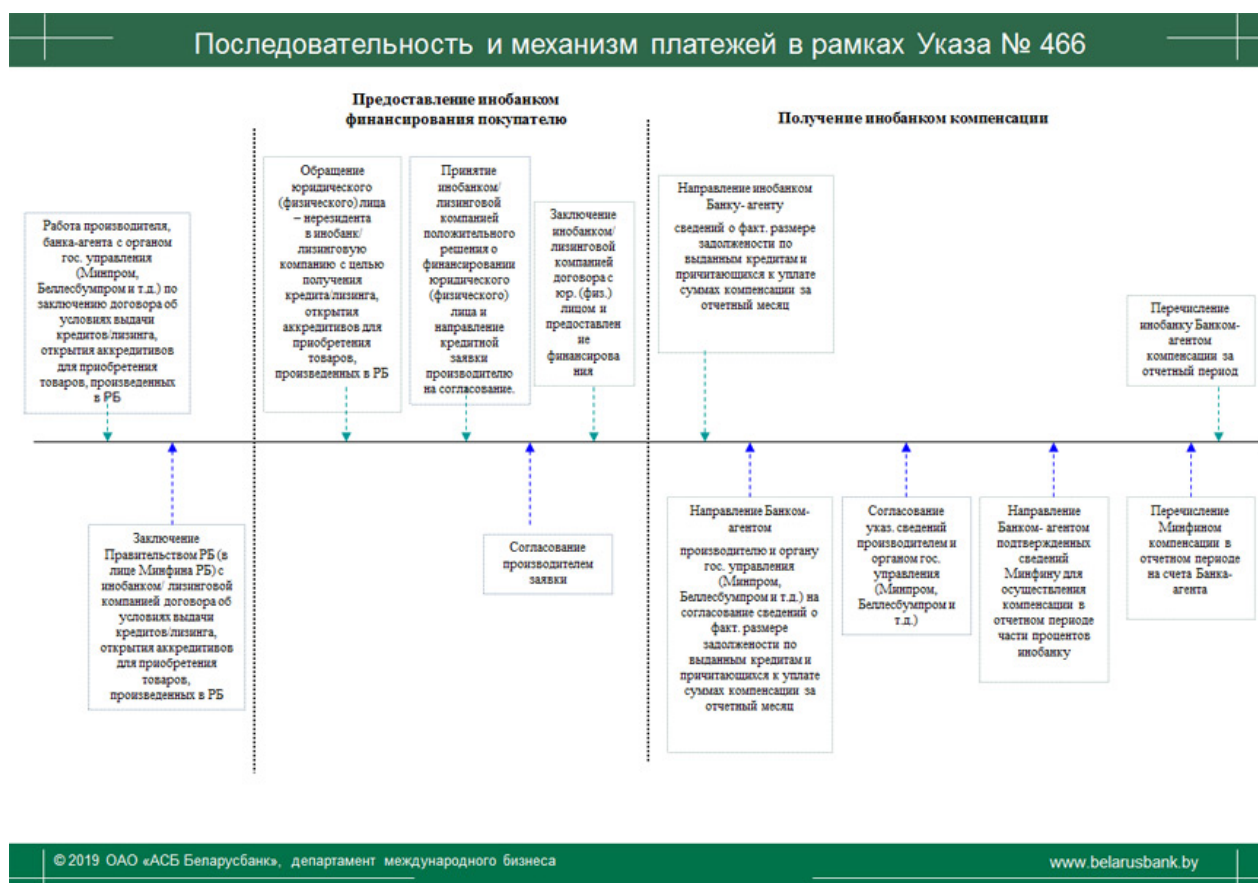 Последовательность и механизм платежей в рамках Указа № 466
Предоставление инобанком
финансирования покупателю
Получение инобанком компенсации
Работа производителя,
банка-агента с органом
гос. управления
(Минпром,
Беллесбумпром и т.д.) по
заключению договора об
условиях выдачи
кредитов/лизинга,
открытия аккредитивов
для приобретения
товаров, произведенных
в РБ
Обращение
юридического
(физического) лица
– нерезидента
в инобанк/
лизинговую
компанию с целью
получения
кредита/лизинга,
открытия
аккредитивов для
приобретения
товаров,
произведенных в РБ
Принятие
инобанком/
лизинговой
компанией
положительного
решения о
финансировании
юридического
(физического)
лица и
направление
кредитной
заявки
производителю
на согласование.
Заключение
инобанком/
лизинговой
компанией
договора с
юр. (физ.)
лицом и
предоставлен
ие
финансирова
ния
Направление инобанком
Банку- агенту
сведений о факт. размере
задолжености по
выданным кредитам и
причитающихся к уплате
суммах компенсации за
отчетный месяц
Перечисление
инобанку Банком-
агентом
компенсации за
отчетный период
Заключение
Правительством РБ (в
лице Минфина РБ) с
инобанком/ лизинговой
компанией договора об
условиях выдачи
кредитов/лизинга,
открытия аккредитивов
для приобретения
товаров,
произведенных в РБ
Согласование
производителем
заявки
Направление Банком-
агентом
производителю и органу
гос. управления
(Минпром,
Беллесбумпром и т.д.) на
согласование сведений о
факт. размере
задолжености по
выданным кредитам и
причитающихся к уплате
суммах компенсации за
отчетный месяц
Согласование
указ. сведений
производителем и
органом гос.
управления
(Минпром,
Беллесбумпром и
т.д.)
Направление
Банком- агентом
подтвержденных
сведений
Минфину для
осуществления
компенсации в
отчетном периоде
части процентов
инобанку
Перечисление
Минфином
компенсации в
отчетном периоде
на счета Банка-
агента
© 2019 ОАО «АСБ Беларусбанк», департамент международного бизнеса
www.belarusbank.by